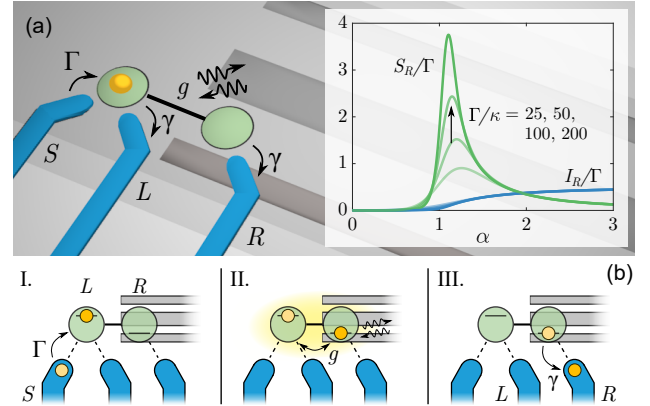 (a)
Γ
g
γ
γ
S
L
R
4
3
2
1
0
S_R/Γ
Γ/κ = 25, 50,
100, 200
I_R/Γ
0 1 2 3
α
(b)
I. L R
Γ
S
II.
g
III.
γ
L R